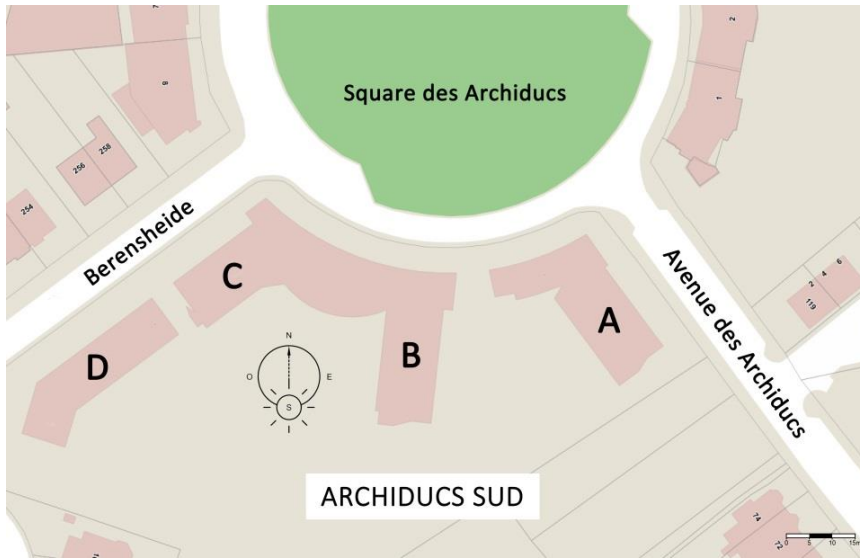 7
8
2
1
Square des Archiducs
256
258
254
Berensheide
C
A
B
D
N
O
E
S
Avenue des Archiducs
2
4
6
119
ARCHIDUCS SUD
74
72
0 5 10 15m